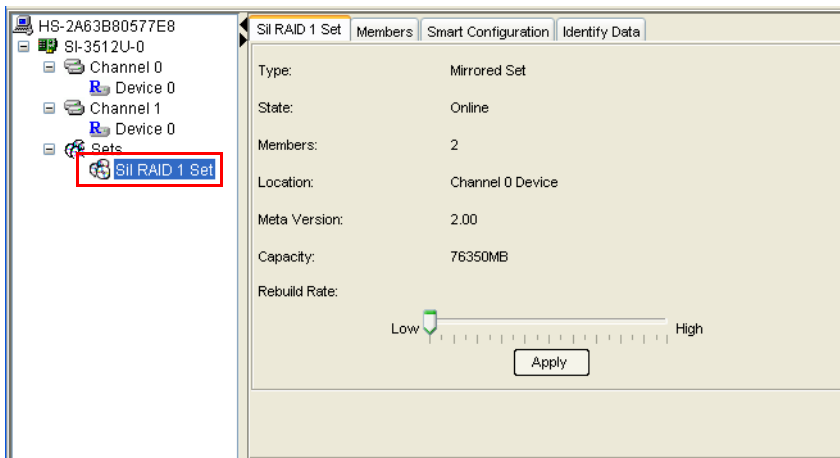 HS-2A63B80577E8
SI-3512U-0
Channel 0
Device 0
Channel 1
Device 0
Sets
Sil RAID 1 Set
Sil RAID 1 Set Members Smart Configuration Identify Data
Type: Mirrored Set
State: Online
Members: 2
Location: Channel 0 Device
Meta Version: 2.00
Capacity: 76350MB
Rebuild Rate:
Low High
Apply